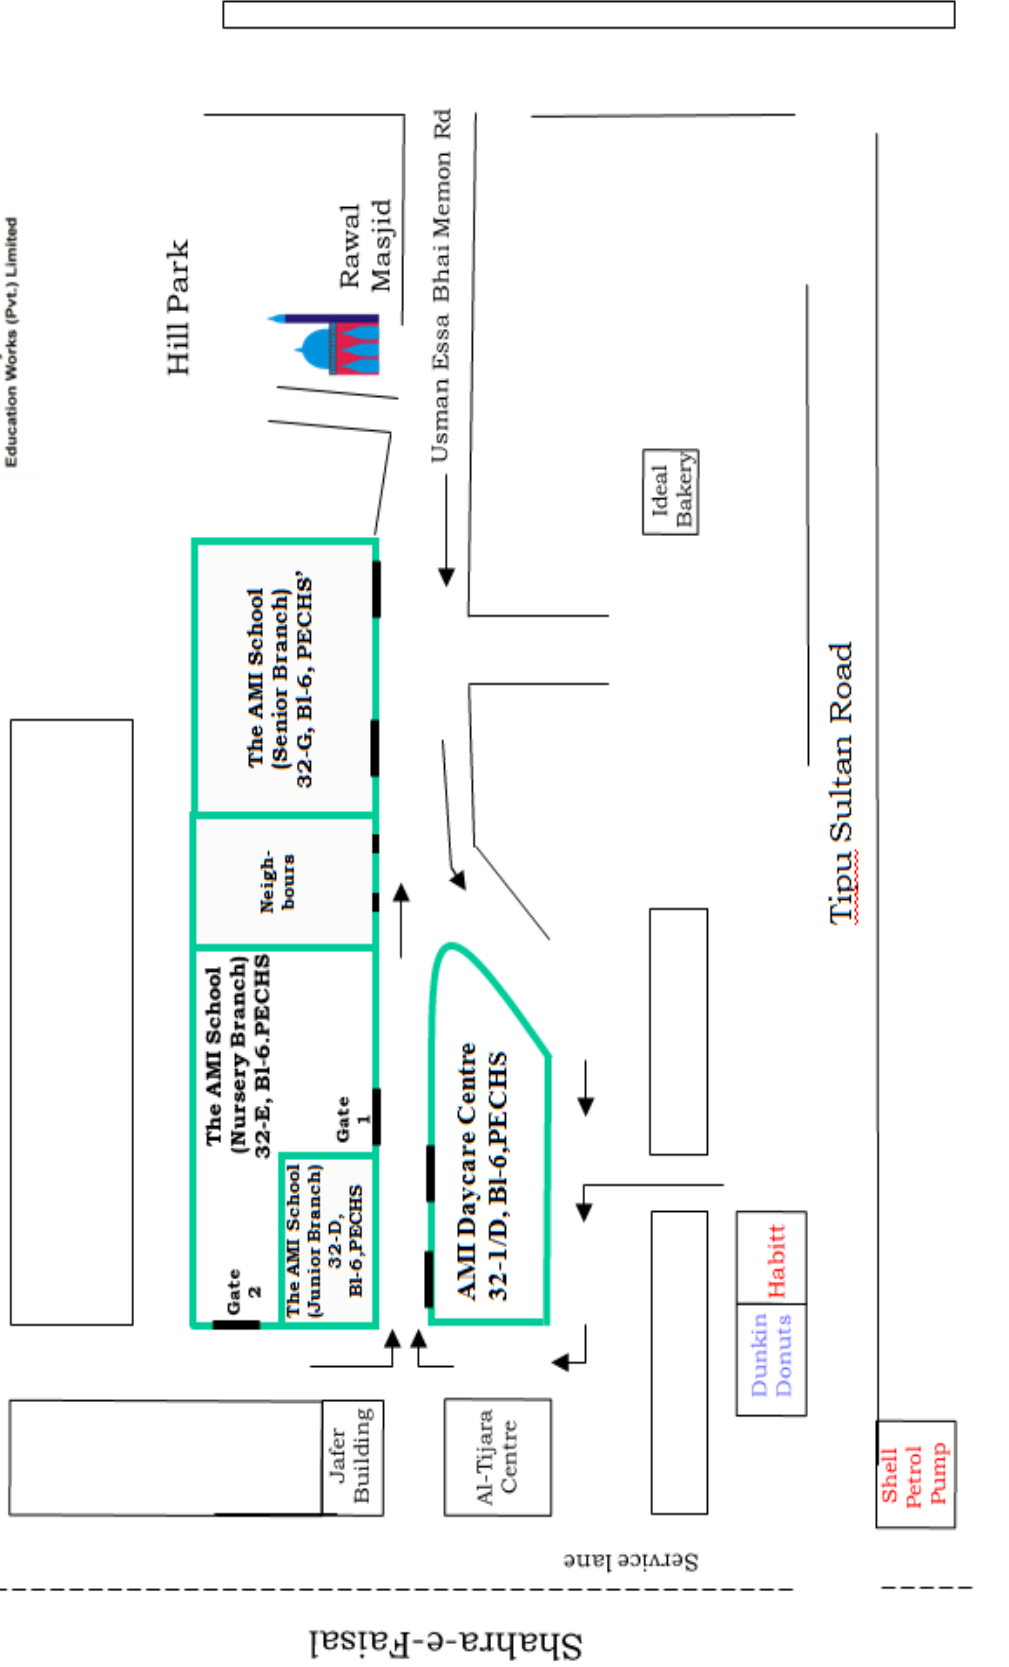 Education Works (Pvt.) Limited
Hill Park
Rawal
Masjid
Usman Essa Bhai Memon Rd
Ideal
Bakery
The AMI School
(Senior Branch)
32-G, Bl-6, PECHS’
Neigh-
bours
The AMI School
(Nursery Branch)
32-E, Bl-6.PECHS
Gate
1
The AMI School
(Junior Branch)
32-D,
Bl-6,PECHS
Gate
2
AMI Daycare Centre
32-1/D, Bl-6,PECHS
Tipu Sultan Road
Habitt
Dunkin
Donuts
Jafer
Building
Al-Tijara
Centre
Shell
Petrol
Pump
Service lane
Shahra-e-Faisal